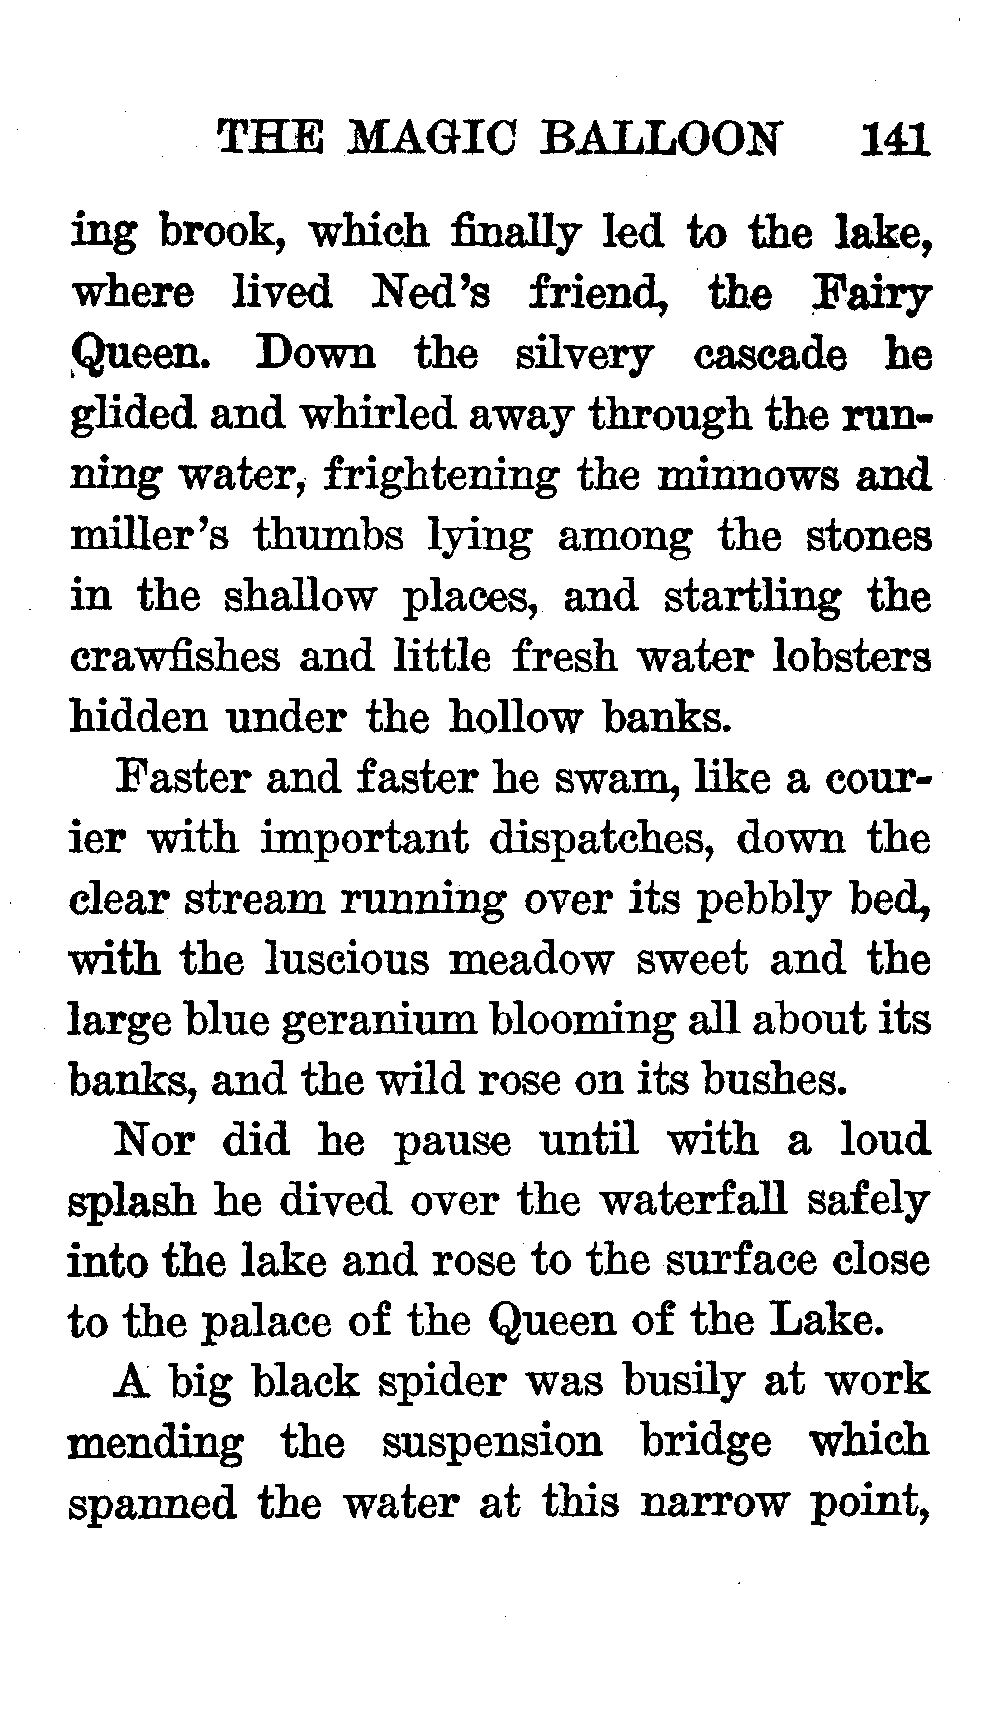 THE MAGIC BALLOON 141
ing brook, which finally led to the lake,
where lived Ned's friend, the Fairy
Queen. Down the silvery cascade he
glided and whirled away through the run-
ning water, frightening the minnows and
miller's thumbs lying among the stones
in the shallow places, and startling the
crawfishes and little fresh water lobsters
hidden under the hollow banks.
Faster and faster he swam, like a cour-
ier with important dispatches, down the
clear stream running over its pebbly bed,
with the luscious meadow sweet and the
large blue geranium blooming all about its
banks, and the wild rose on its bushes.
Nor did he pause until with a loud
splash he dived over the waterfall safely
into the lake and rose to the surface close
to the palace of the Queen of the Lake.
A big black spider was busily at work
mending the suspension bridge which
spanned the water at this narrow point,